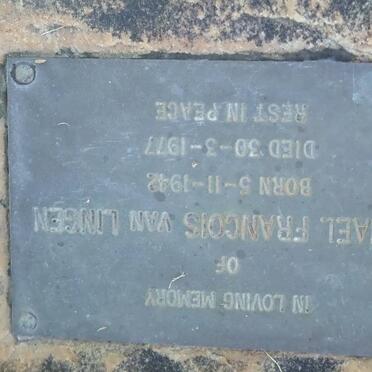 IN LOVING MEMORY
OF
AEL FRANCOIS VAN LINGEN
BORN 5-11-1942
DIED 30-3-1977
REST IN PEACE